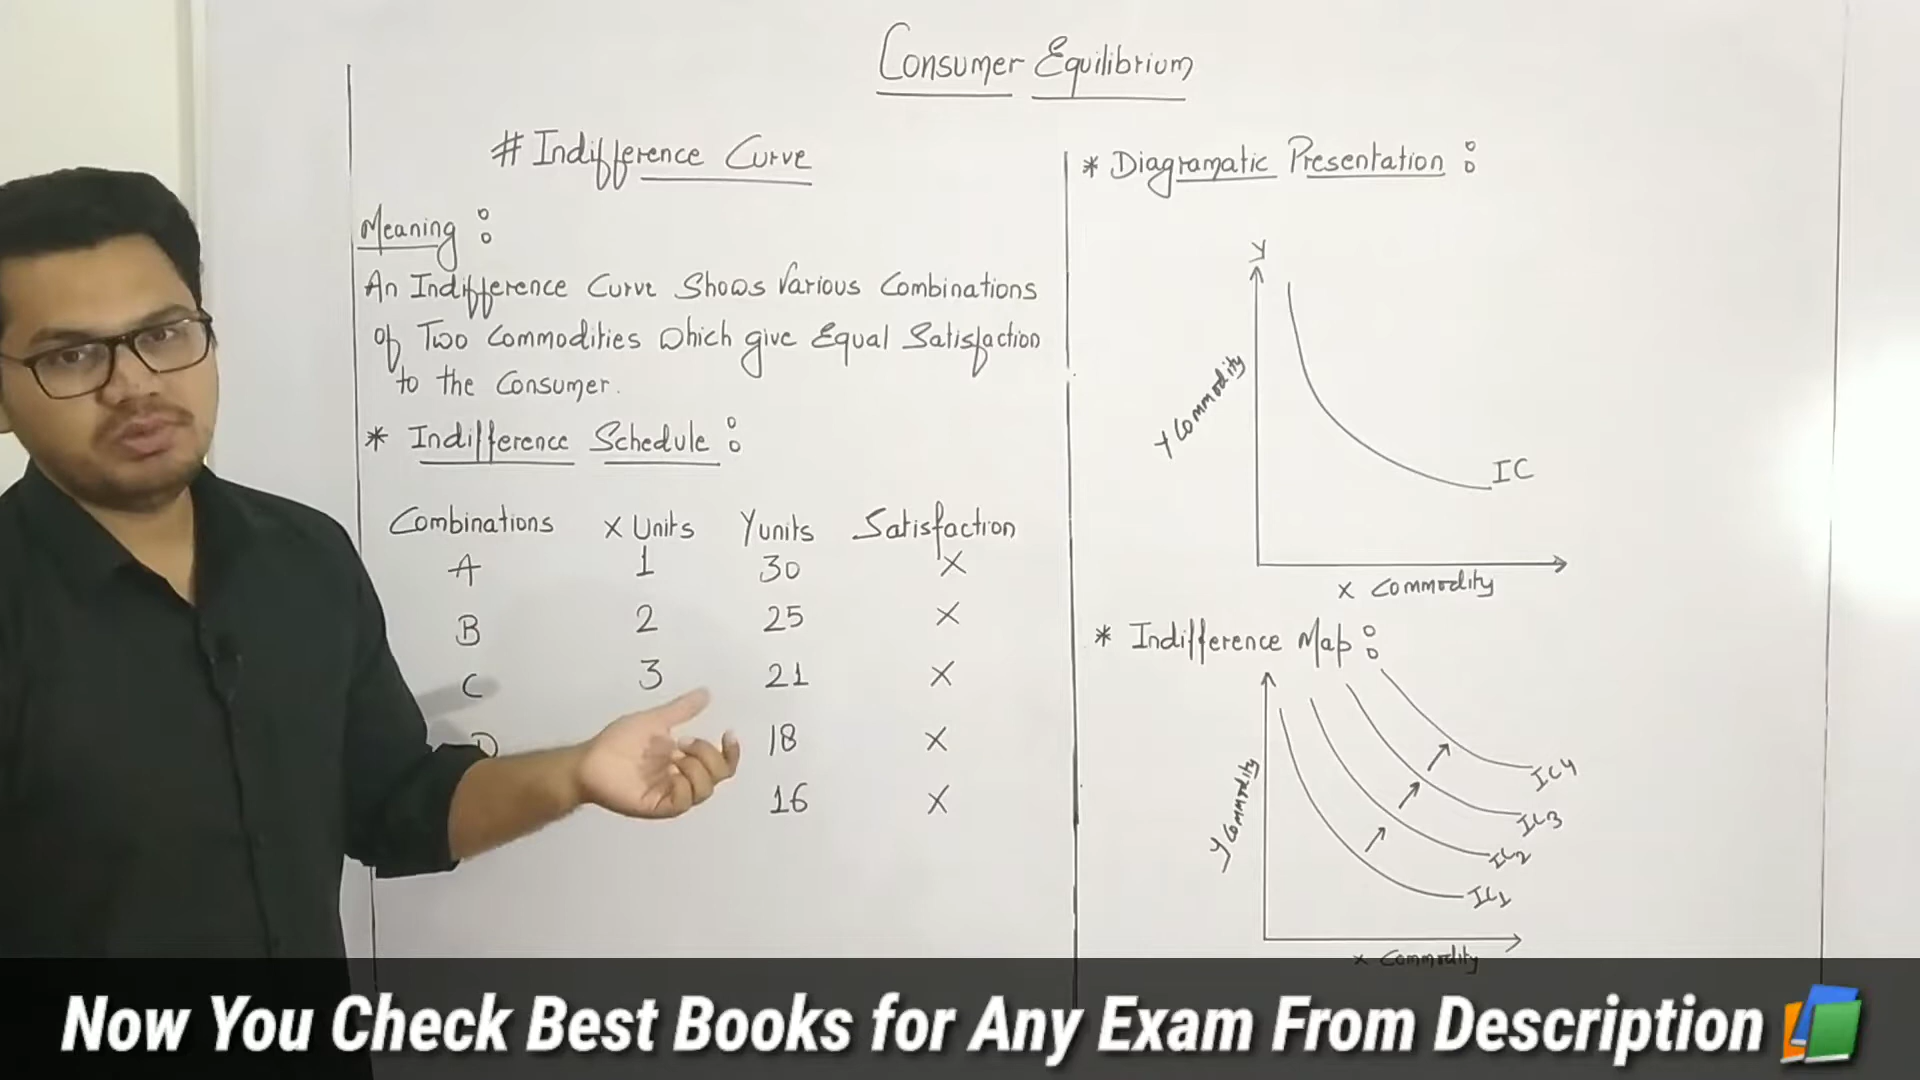 Consumer Equilibrium
# Indifference Curve
Meaning :
An Indifference Curve Shows Various Combinations
of Two Commodities Which give Equal Satisfaction
to the Consumer.
* Indifference Schedule :
Combinations X Units Y units Satisfaction
A 1 30 X
B 2 25 X
C 3 21 X
D 18 X
16 X
* Diagramatic Presentation :
Y
Y Commodity
IC
X Commodity
* Indifference Map :
Y Commodity
IC4
IC3
IC2
IC1
X Commodity
Now You Check Best Books for Any Exam From Description